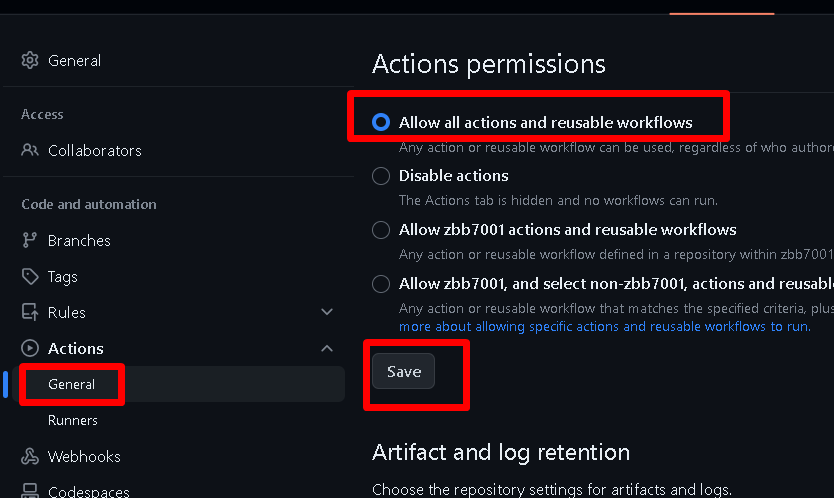 General
Access
Collaborators
Code and automation
Branches
Tags
Rules
Actions
General
Runners
Webhooks
Codespaces
Actions permissions
Allow all actions and reusable workflows
Any action or reusable workflow can be used, regardless of who author
Disable actions
The Actions tab is hidden and no workflows can run.
Allow zbb7001 actions and reusable workflows
Any action or reusable workflow defined in a repository within zbb7001
Allow zbb7001, and select non-zbb7001, actions and reusabl
Any action or reusable workflow that matches the specified criteria, plus
more about allowing specific actions and reusable workflows to run.
Save
Artifact and log retention
Choose the repository settings for artifacts and logs.